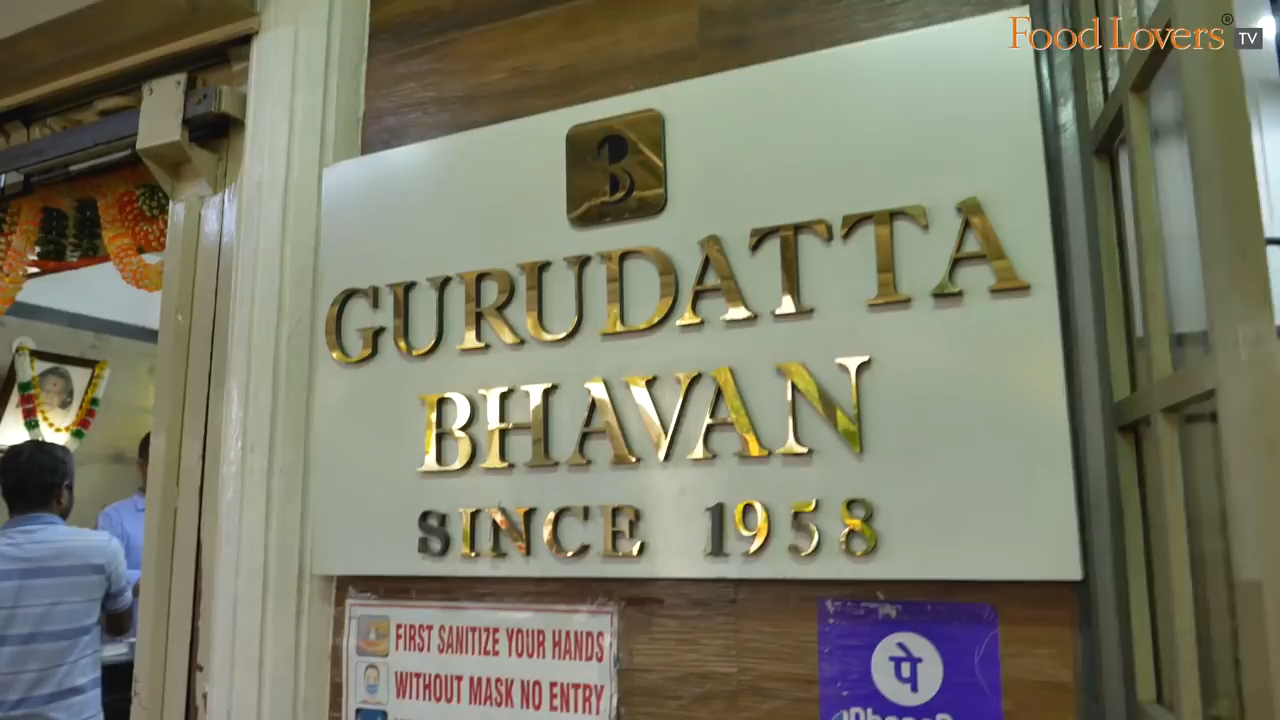 Food Lovers® TV
B
GURUDATTA
BHAVAN
SINCE 1958
FIRST SANITIZE YOUR HANDS
WITHOUT MASK NO ENTRY
पे